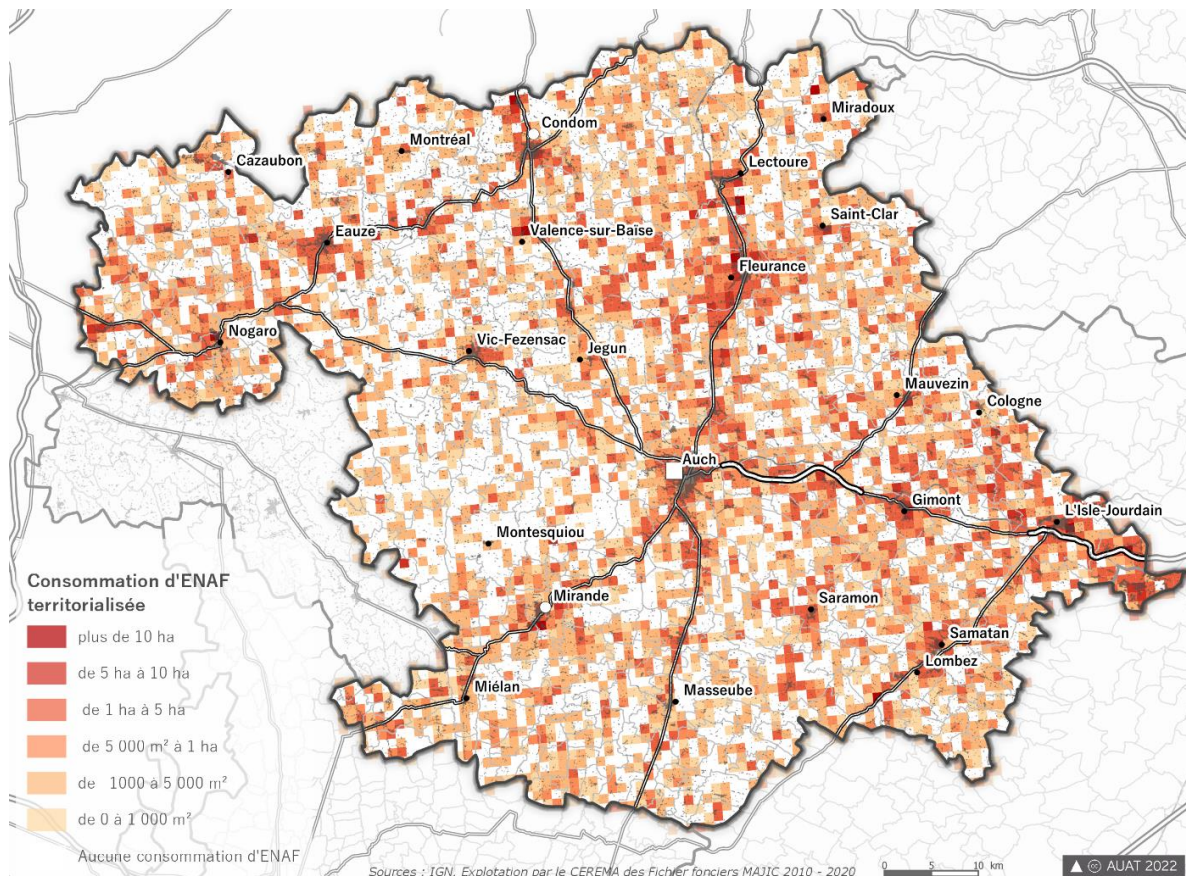 Miradoux
Condom
Montréal
Lectoure
Cazaubon
Saint-Clar
Eauze
Valence-sur-Baïse
Fleurance
Nogaro
Vic-Fezensac
Jegun
Mauvezin
Cologne
Auch
Gimont
L'Isle-Jourdain
Montesquiou
Mirande
Saramon
Samatan
Lombez
Miélan
Masseube
Consommation d'ENAF
territorialisée
plus de 10 ha
de 5 ha à 10 ha
de 1 ha à 5 ha
de 5 000 m² à 1 ha
de 1000 à 5 000 m²
de 0 à 1 000 m²
Aucune consommation d'ENAF
Sources : IGN, Explotation par le CEREMA des Fichier fonciers MAJIC 2010 - 2020
0 5 10 km
▲ cc AUAT 2022